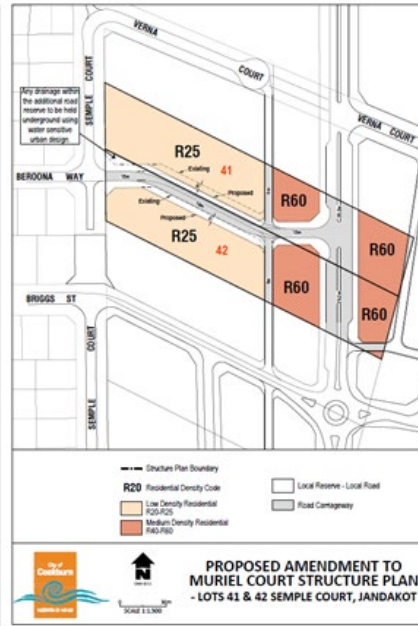 VERNA
COURT
VERNA COURT
SEMPLE COURT
Any drainage within
the additional road
reserve to be held
underground using
water sensitive
urban design.
R25
41
Existing
Proposed
BEROONA WAY
R60
Existing
Proposed
R25
42
R60
R60
R60
BRIGGS ST
SEMPLE COURT
Structure Plan Boundary
R20 Residential Density Code
Low Density Residential
R20-R25
Medium Density Residential
R40-R60
Local Reserve - Local Road
Road Carriageway
City of
Cockburn
PROPOSED AMENDMENT TO
MURIEL COURT STRUCTURE PLAN
- LOTS 41 & 42 SEMPLE COURT, JANDAKOT
SCALE 1:1,500